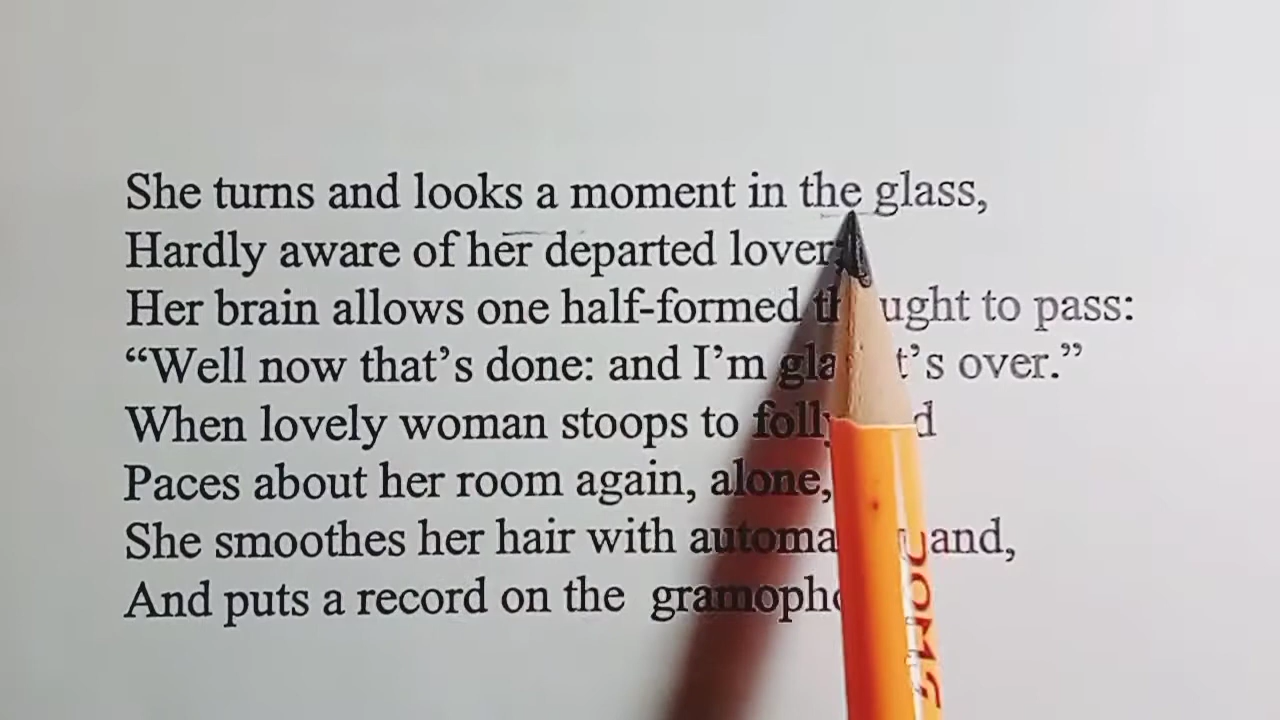 She turns and looks a moment in the glass,
Hardly aware of her departed lover;
Her brain allows one half-formed to pass:
“Well now that’s done: and I’m over.”
When lovely woman stoops to
Paces about her room again, alone,
She smoothes her hair with
And puts a record on the
DOMS